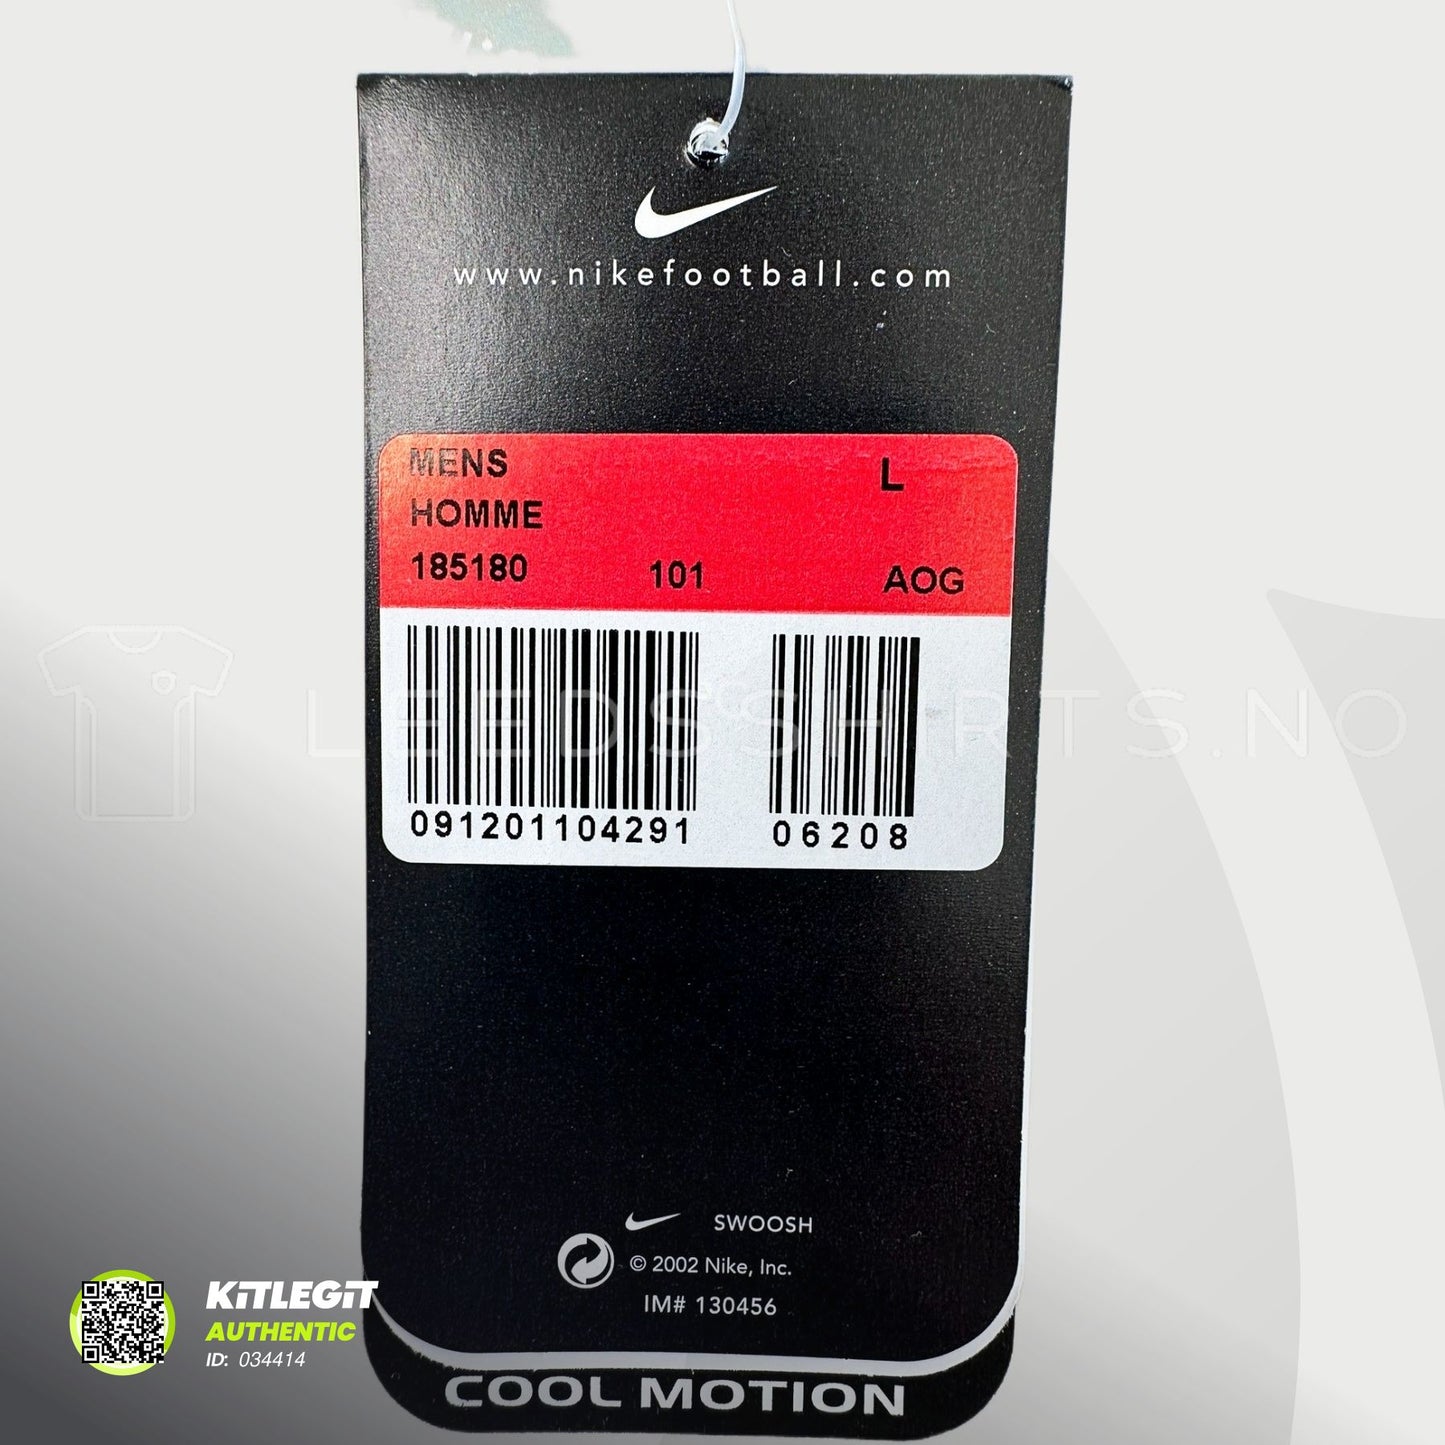 www.nikefootball.com
MENS L
HOMME
185180 101 AOG
091201104291 06208
LEEDSSHIRTS.NO
SWOOSH
© 2002 Nike, Inc.
IM# 130456
COOL MOTION
KiTLEGiT
AUTHENTIC
ID: 034414